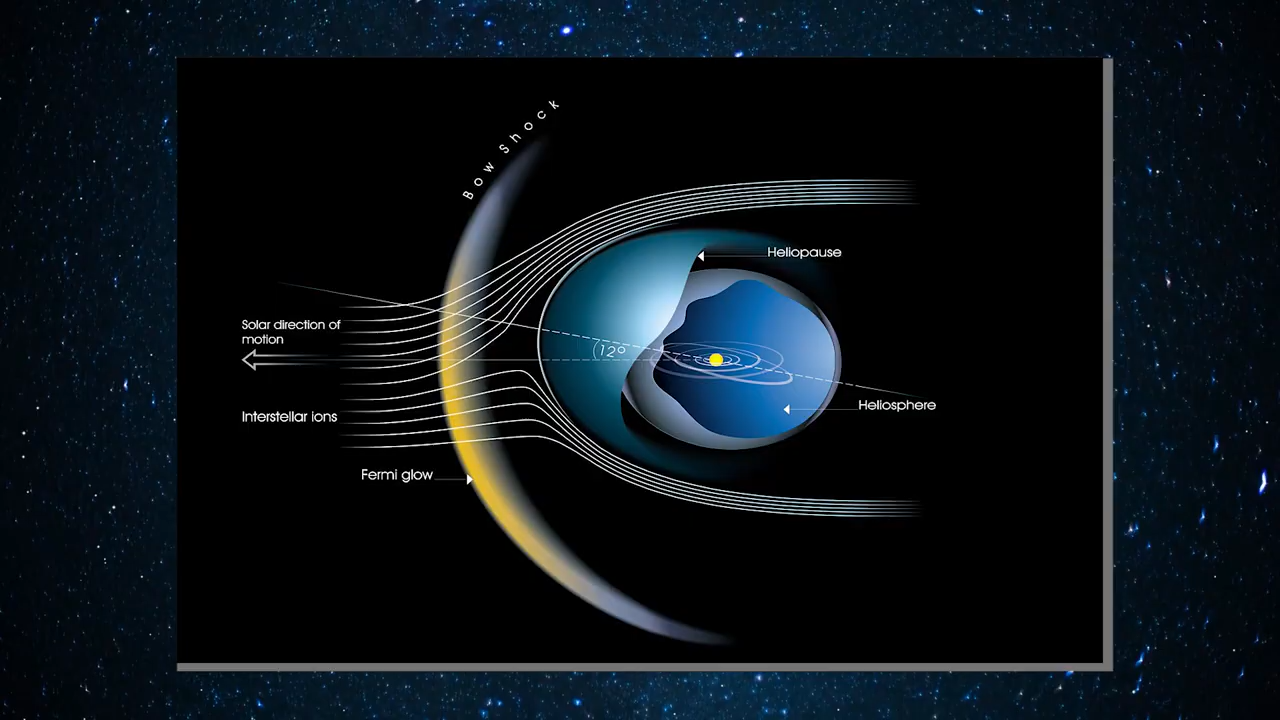 Bow Shock
Heliopause
Solar direction of
motion
12°
Heliosphere
Interstellar ions
Fermi glow